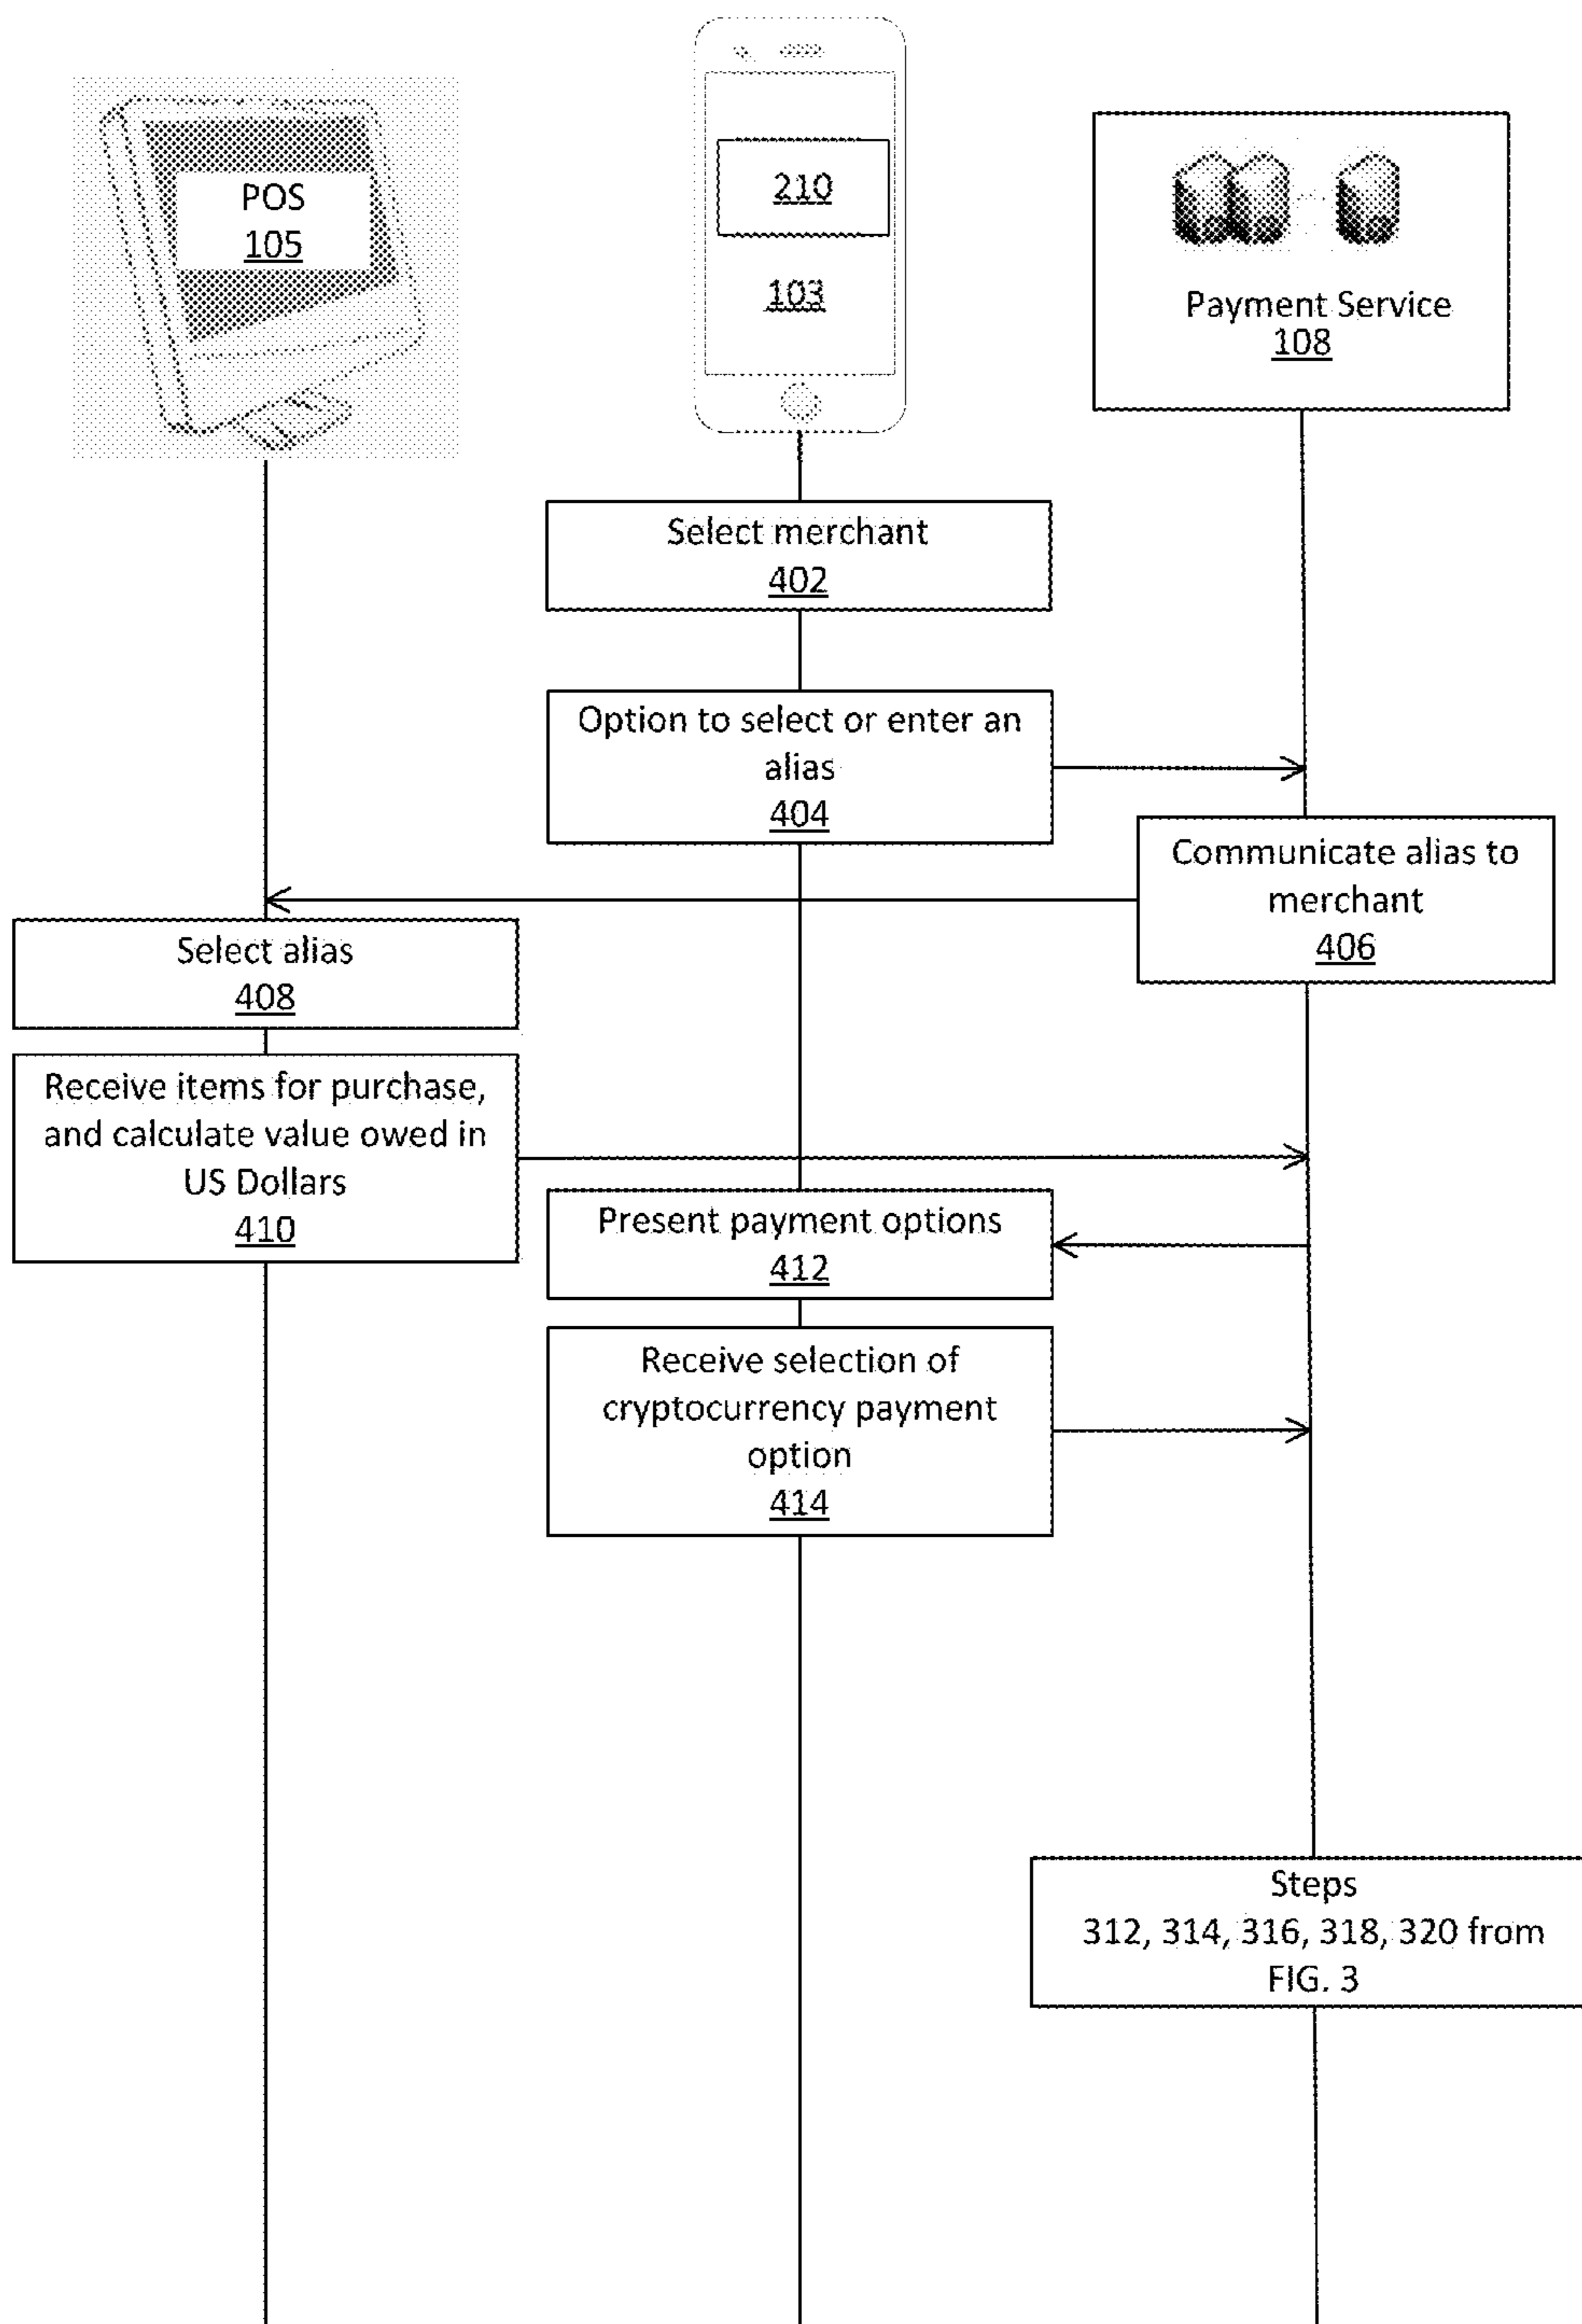 POS
105
210
103
Payment Service
108
Select merchant
402
Option to select or enter an
alias
404
Communicate alias to
merchant
406
Select alias
408
Receive items for purchase,
and calculate value owed in
US Dollars
410
Present payment options
412
Receive selection of
cryptocurrency payment
option
414
Steps
312, 314, 316, 318, 320 from
FIG. 3